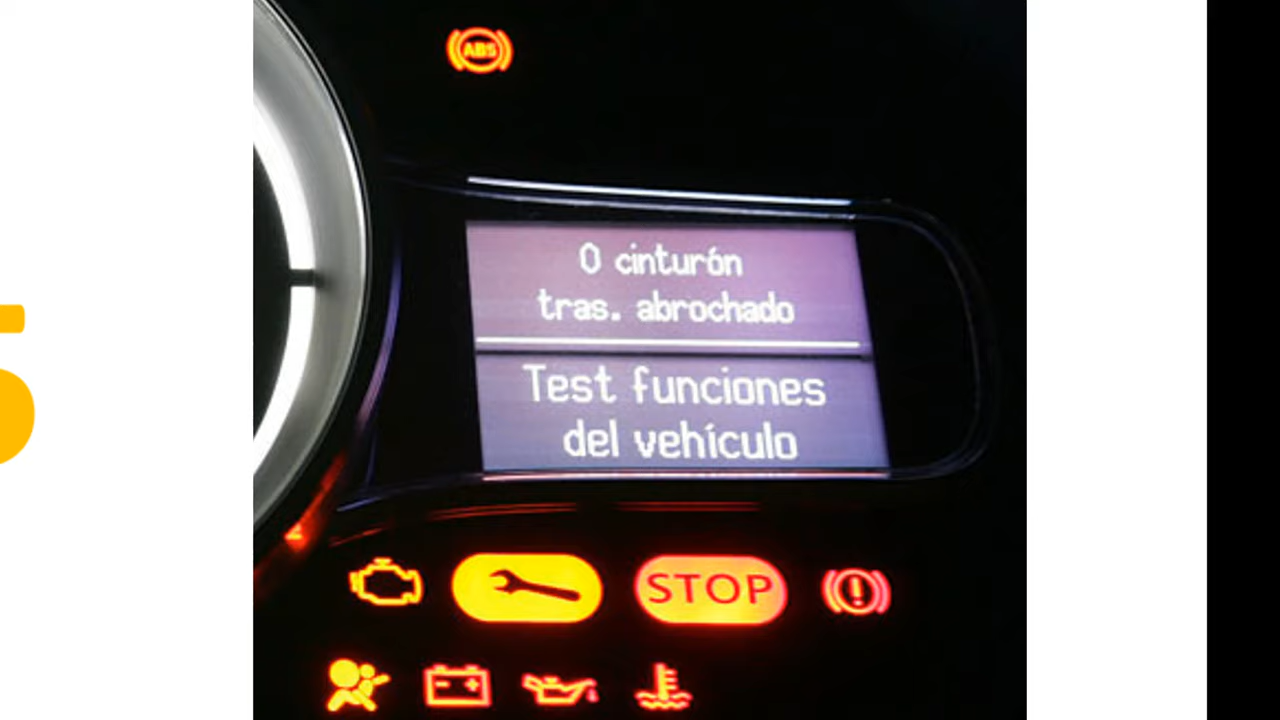 ABS
0 cinturón
tras. abrochado
Test funciones
del vehículo
STOP